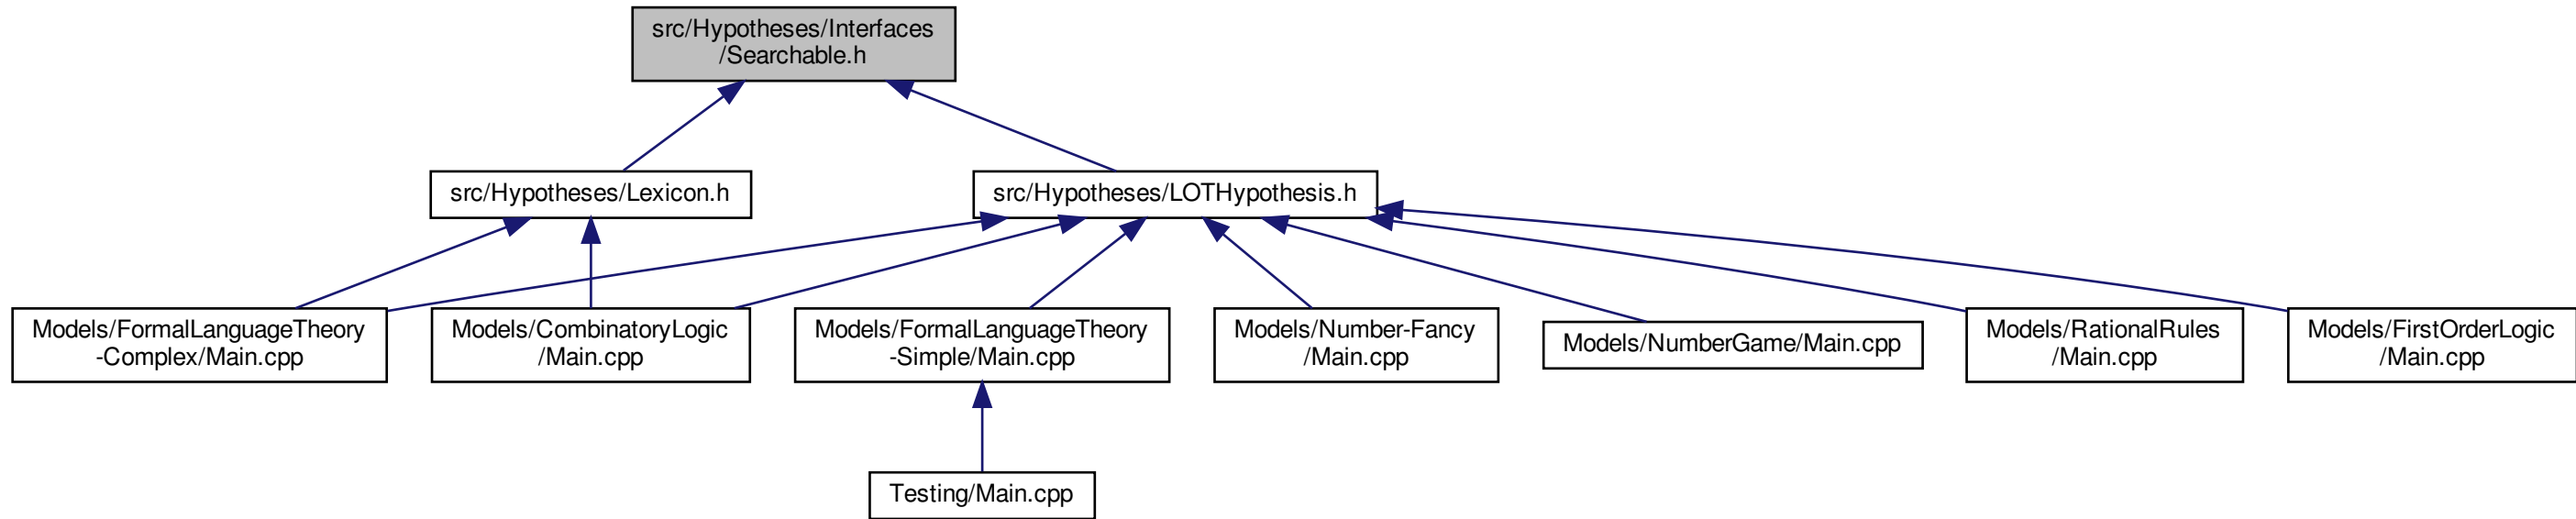 src/Hypotheses/Interfaces
/Searchable.h
src/Hypotheses/Lexicon.h
src/Hypotheses/LOTHypothesis.h
Models/FormalLanguageTheory
-Complex/Main.cpp
Models/CombinatoryLogic
/Main.cpp
Models/FormalLanguageTheory
-Simple/Main.cpp
Models/Number-Fancy
/Main.cpp
Models/NumberGame/Main.cpp
Models/RationalRules
/Main.cpp
Models/FirstOrderLogic
/Main.cpp
Testing/Main.cpp